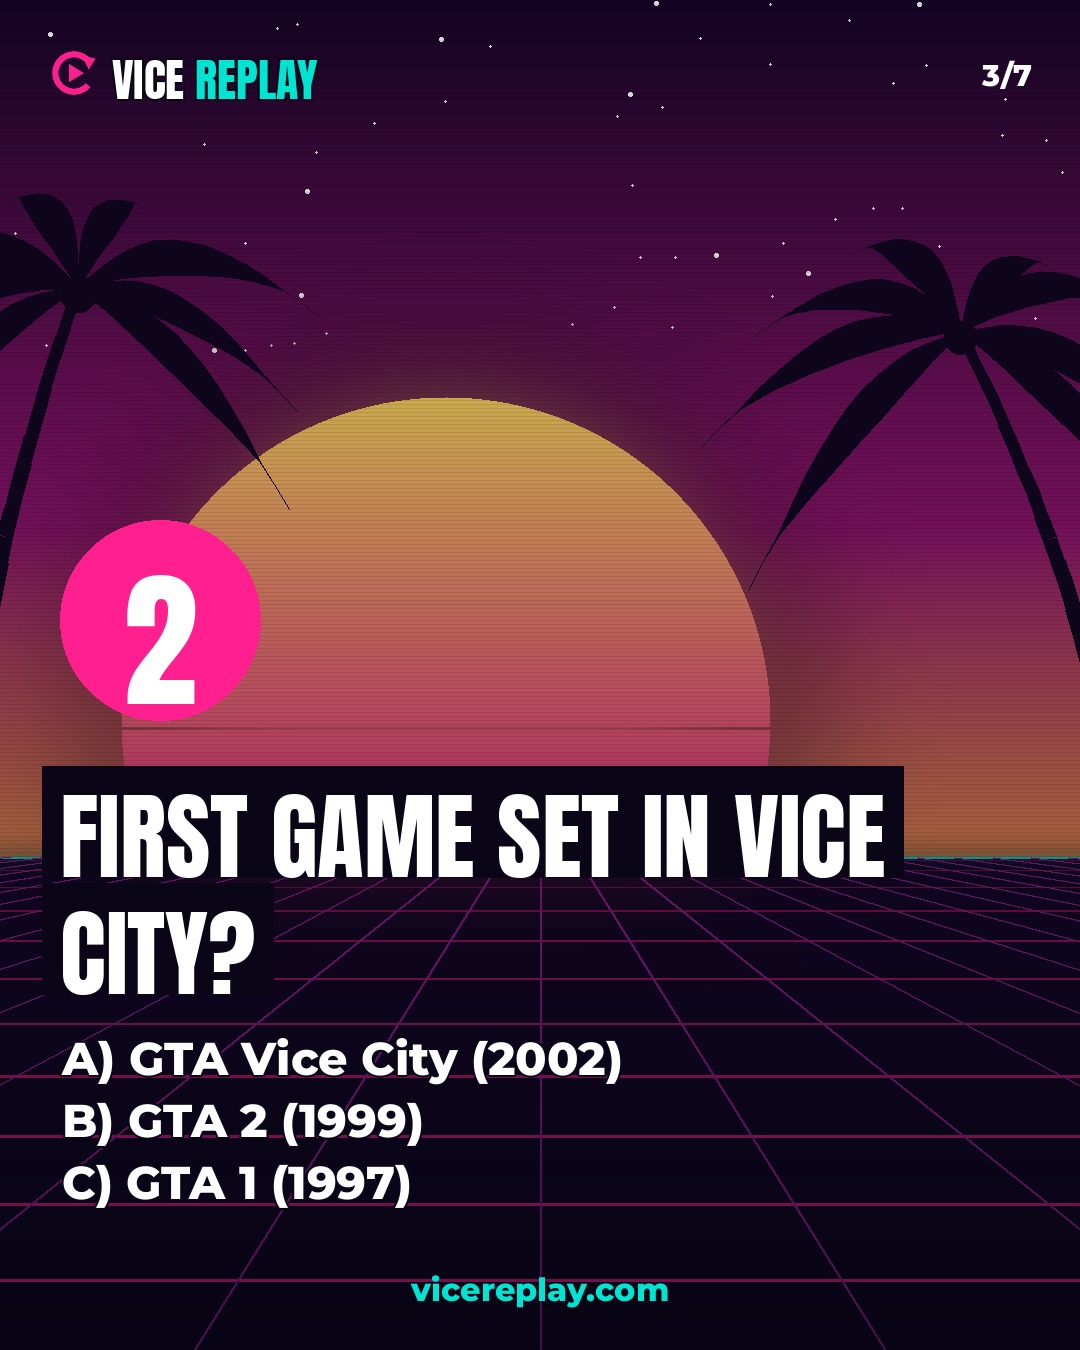 VICE REPLAY
3/7
2
FIRST GAME SET IN VICE
CITY?
A) GTA Vice City (2002)
B) GTA 2 (1999)
C) GTA 1 (1997)
vicereplay.com